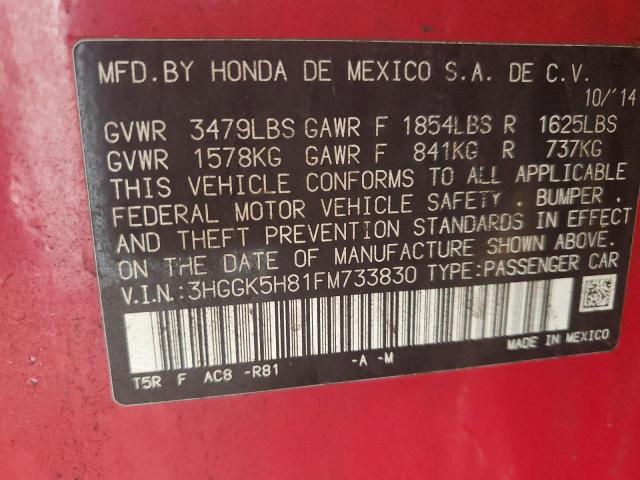 MFD.BY HONDA DE MEXICO S.A. DE C.V.
10/'14
GVWR 3479LBS GAWR F 1854LBS R 1625LBS
GVWR 1578KG GAWR F 841KG R 737KG
THIS VEHICLE CONFORMS TO ALL APPLICABLE
FEDERAL MOTOR VEHICLE SAFETY . BUMPER .
AND THEFT PREVENTION STANDARDS IN EFFECT
ON THE DATE OF MANUFACTURE SHOWN ABOVE.
V.I.N.:3HGGK5H81FM733830 TYPE:PASSENGER CAR
MADE IN MEXICO
T5R F AC8 -R81 -A -M